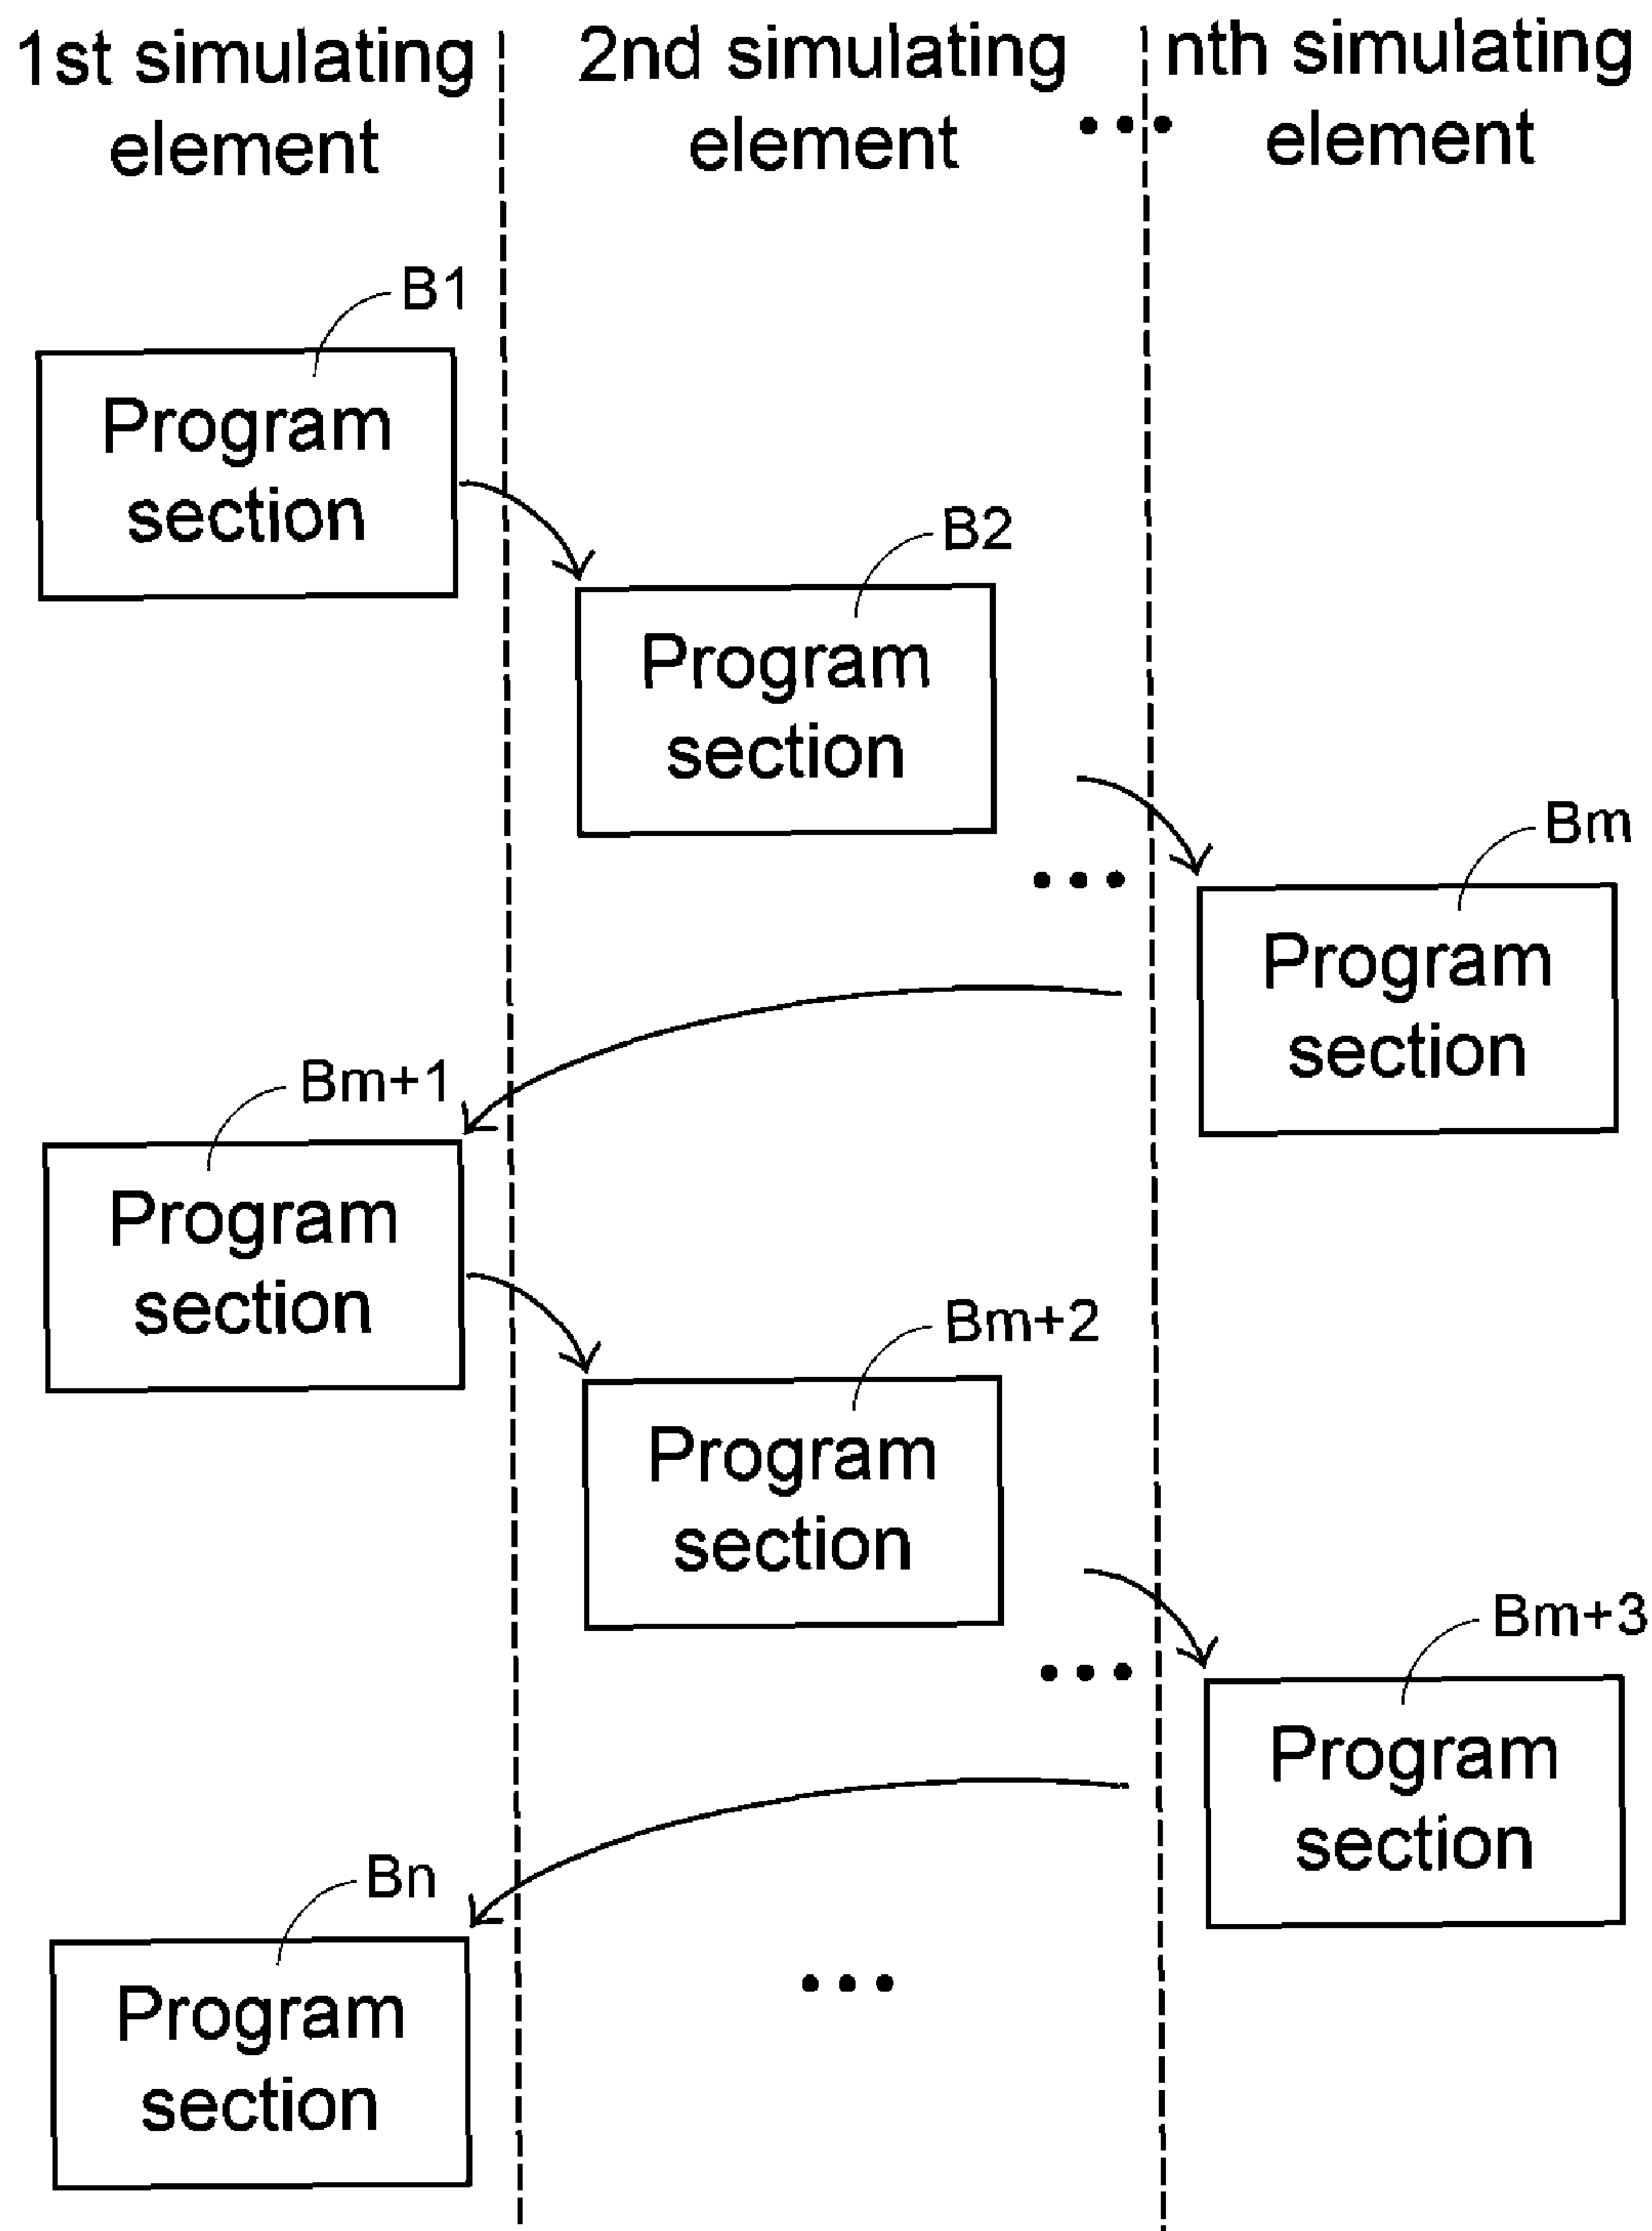 1st simulating
element
2nd simulating
element
...
nth simulating
element
B1
Program
section
B2
Program
section
Bm
...
Program
section
Bm+1
Program
section
Bm+2
Program
section
Bm+3
...
Program
section
Bn
...
Program
section